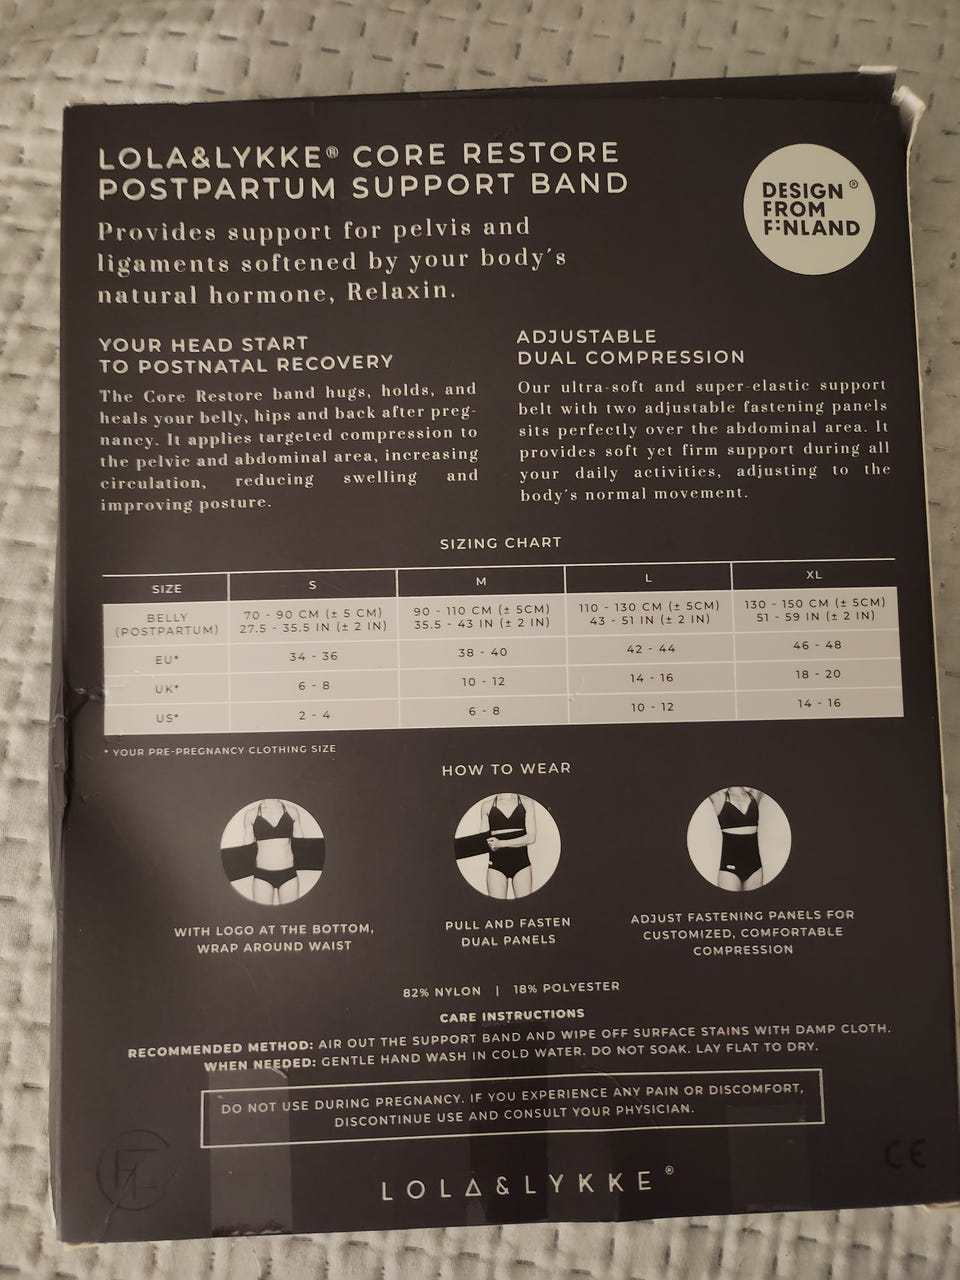 LOLA&LYKKE® CORE RESTORE
POSTPARTUM SUPPORT BAND
Provides support for pelvis and
ligaments softened by your body´s
natural hormone, Relaxin.
DESIGN ®
FROM
FINLAND
YOUR HEAD START
TO POSTNATAL RECOVERY
The Core Restore band hugs, holds, and
heals your belly, hips and back after preg-
nancy. It applies targeted compression to
the pelvic and abdominal area, increasing
circulation, reducing swelling and
improving posture.
ADJUSTABLE
DUAL COMPRESSION
Our ultra-soft and super-elastic support
belt with two adjustable fastening panels
sits perfectly over the abdominal area. It
provides soft yet firm support during all
your daily activities, adjusting to the
body´s normal movement.
SIZING CHART
SIZE S M L XL
BELLY (POSTPARTUM) 70 - 90 CM (± 5 CM) 27.5 - 35.5 IN (± 2 IN) 90 - 110 CM (± 5CM) 35.5 - 43 IN (± 2 IN) 110 - 130 CM (± 5CM) 43 - 51 IN (± 2 IN) 130 - 150 CM (± 5CM) 51 - 59 IN (± 2 IN)
EU* 34 - 36 38 - 40 42 - 44 46 - 48
UK* 6 - 8 10 - 12 14 - 16 18 - 20
US* 2 - 4 6 - 8 10 - 12 14 - 16
* YOUR PRE-PREGNANCY CLOTHING SIZE
HOW TO WEAR
WITH LOGO AT THE BOTTOM,
WRAP AROUND WAIST
PULL AND FASTEN
DUAL PANELS
ADJUST FASTENING PANELS FOR
CUSTOMIZED, COMFORTABLE
COMPRESSION
82% NYLON | 18% POLYESTER
CARE INSTRUCTIONS
RECOMMENDED METHOD: AIR OUT THE SUPPORT BAND AND WIPE OFF SURFACE STAINS WITH DAMP CLOTH.
WHEN NEEDED: GENTLE HAND WASH IN COLD WATER. DO NOT SOAK. LAY FLAT TO DRY.
DO NOT USE DURING PREGNANCY. IF YOU EXPERIENCE ANY PAIN OR DISCOMFORT,
DISCONTINUE USE AND CONSULT YOUR PHYSICIAN.
CE
LOLA&LYKKE®